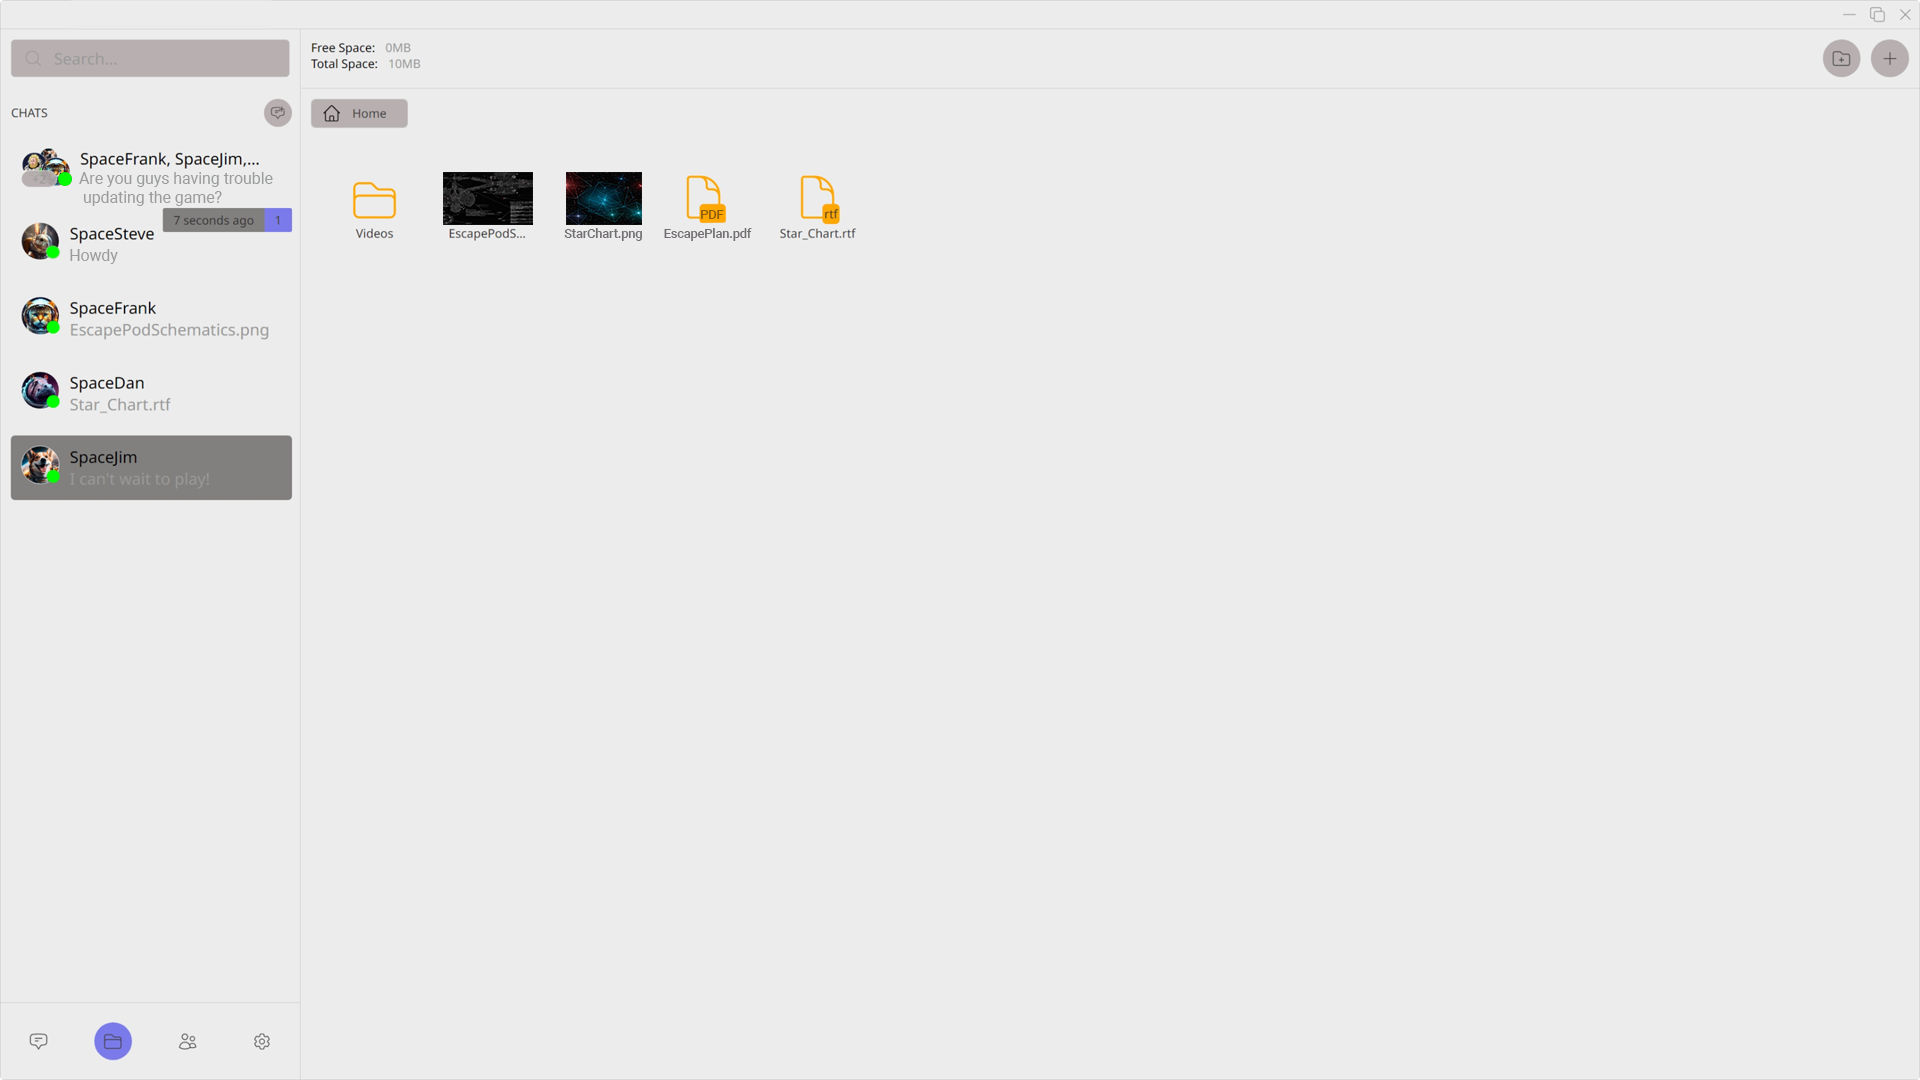 Search...
CHATS
SpaceFrank, SpaceJim,...
Are you guys having trouble
updating the game?
7 seconds ago 1
SpaceSteve
Howdy
SpaceFrank
EscapePodSchematics.png
SpaceDan
Star_Chart.rtf
SpaceJim
I can't wait to play!
Free Space: 0MB
Total Space: 10MB
Home
PDF
rtf
Videos
EscapePodS...
StarChart.png
EscapePlan.pdf
Star_Chart.rtf